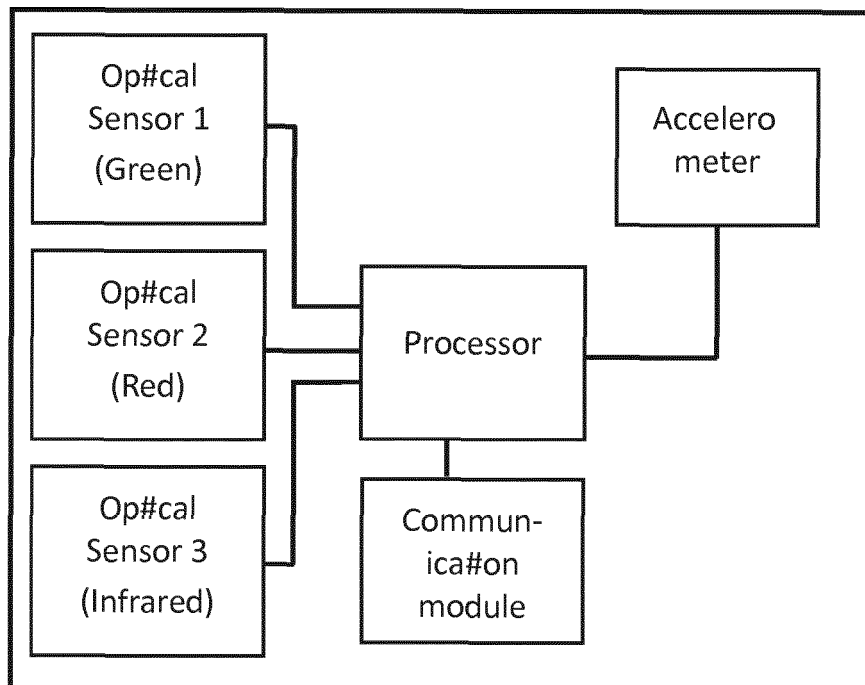 Op#cal
Sensor 1
(Green)
Accelero
meter
Op#cal
Sensor 2
(Red)
Processor
Op#cal
Sensor 3
(Infrared)
Commun-
ica#on
module